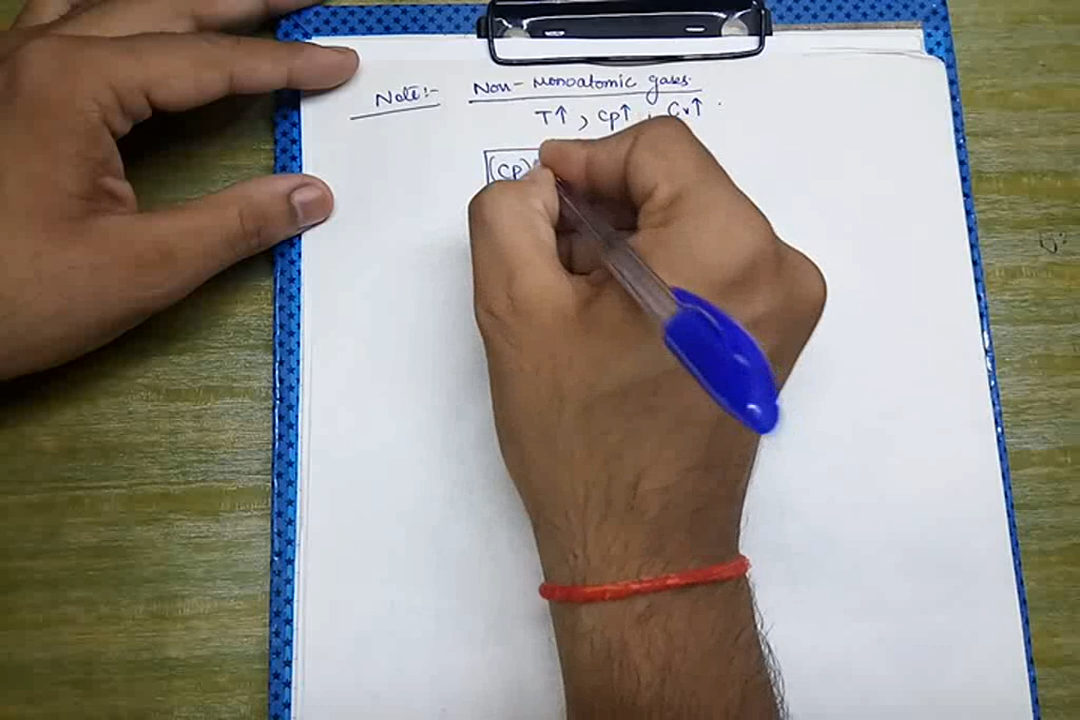 Note:- Non-Monoatomic gases.
T↑, Cp↑, Cv↑.
(Cp)